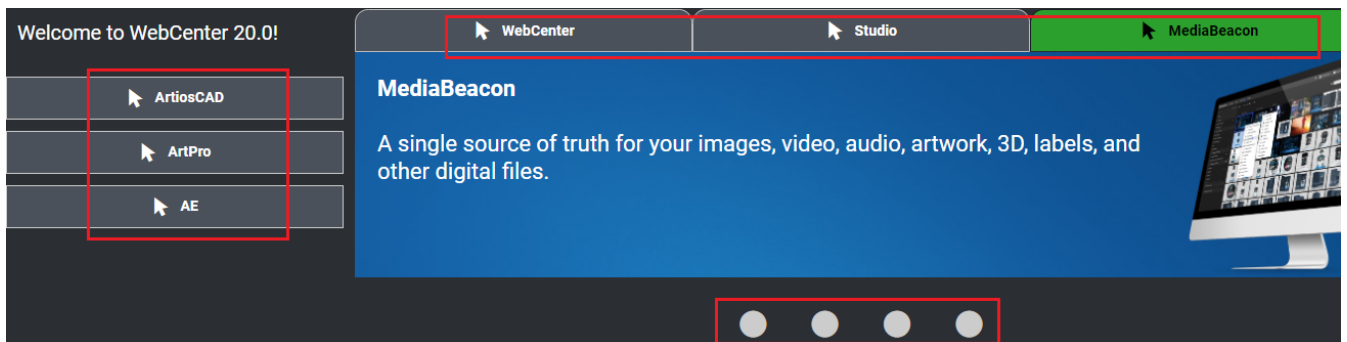 Welcome to WebCenter 20.0!
ArtiosCAD
ArtPro
AE
WebCenter
Studio
MediaBeacon
MediaBeacon
A single source of truth for your images, video, audio, artwork, 3D, labels, and
other digital files.